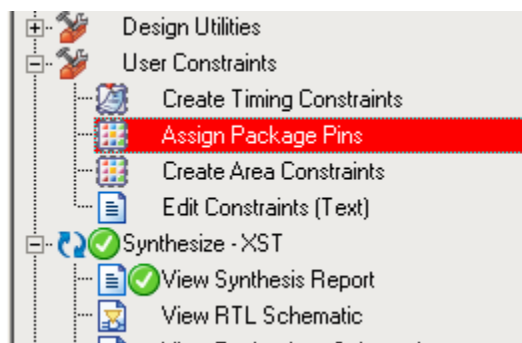 Design Utilities
User Constraints
Create Timing Constraints
Assign Package Pins
Create Area Constraints
Edit Constraints (Text)
Synthesize - XST
View Synthesis Report
View RTL Schematic